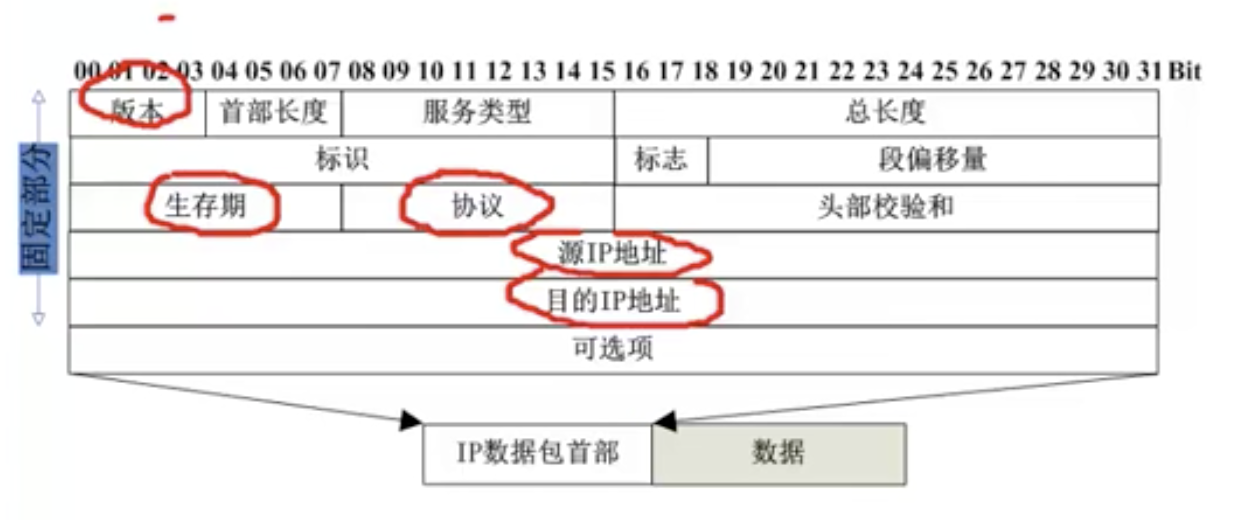 00 01 02 03 04 05 06 07 08 09 10 11 12 13 14 15 16 17 18 19 20 21 22 23 24 25 26 27 28 29 30 31 Bit
版本 首部长度 服务类型 总长度
标识 标志 段偏移量
固定部分
生存期 协议 头部校验和
源IP地址
目的IP地址
可选项
IP数据包首部 数据